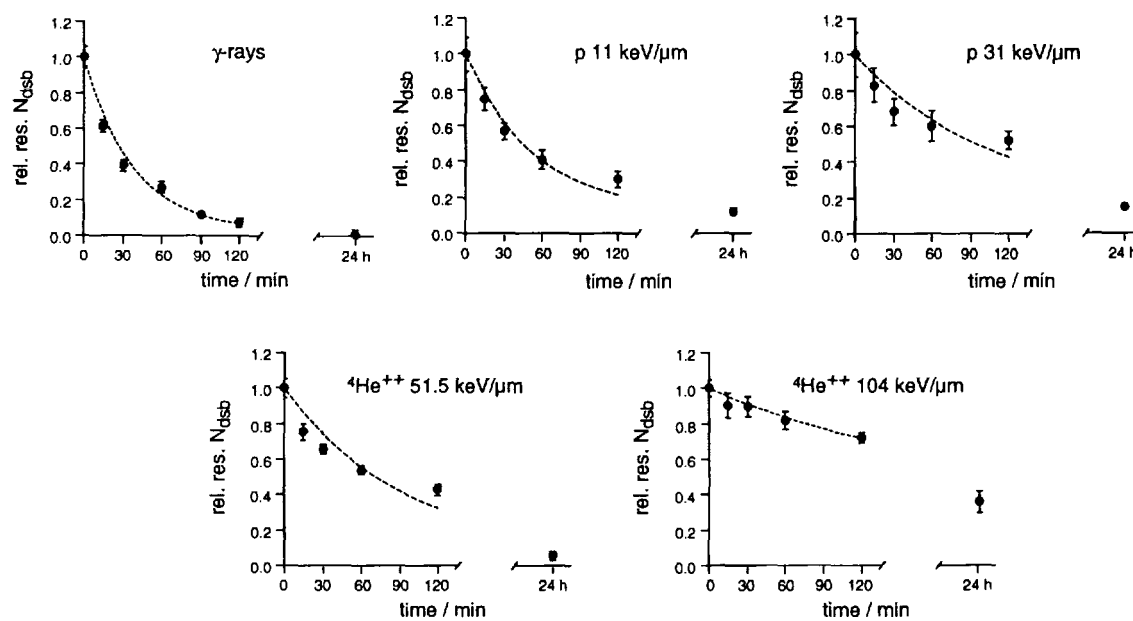 γ-rays
rel. res. Ndsb
1.2
1.0
0.8
0.6
0.4
0.2
0.0
0 30 60 90 120 24 h
time / min
p 11 keV/μm
rel. res. Ndsb
1.2
1.0
0.8
0.6
0.4
0.2
0.0
0 30 60 90 120 24 h
time / min
p 31 keV/μm
rel. res. Ndsb
1.2
1.0
0.8
0.6
0.4
0.2
0.0
0 30 60 90 120 24 h
time / min
⁴He⁺⁺ 51.5 keV/μm
rel. res. Ndsb
1.2
1.0
0.8
0.6
0.4
0.2
0.0
0 30 60 90 120 24 h
time / min
⁴He⁺⁺ 104 keV/μm
rel. res. Ndsb
1.2
1.0
0.8
0.6
0.4
0.2
0.0
0 30 60 90 120 24 h
time / min